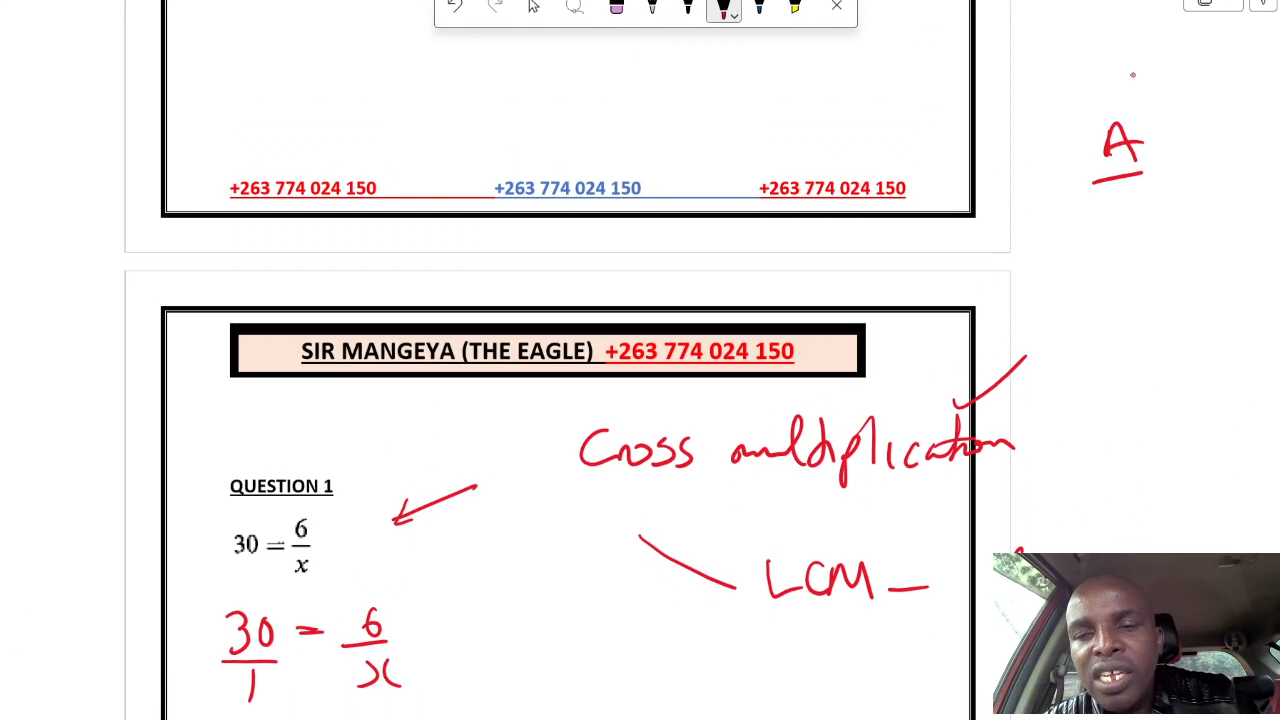 A
+263 774 024 150 +263 774 024 150 +263 774 024 150
SIR MANGEYA (THE EAGLE) +263 774 024 150
Cross multiplication
QUESTION 1
30 = 6/x
LCM
30/1 = 6/x